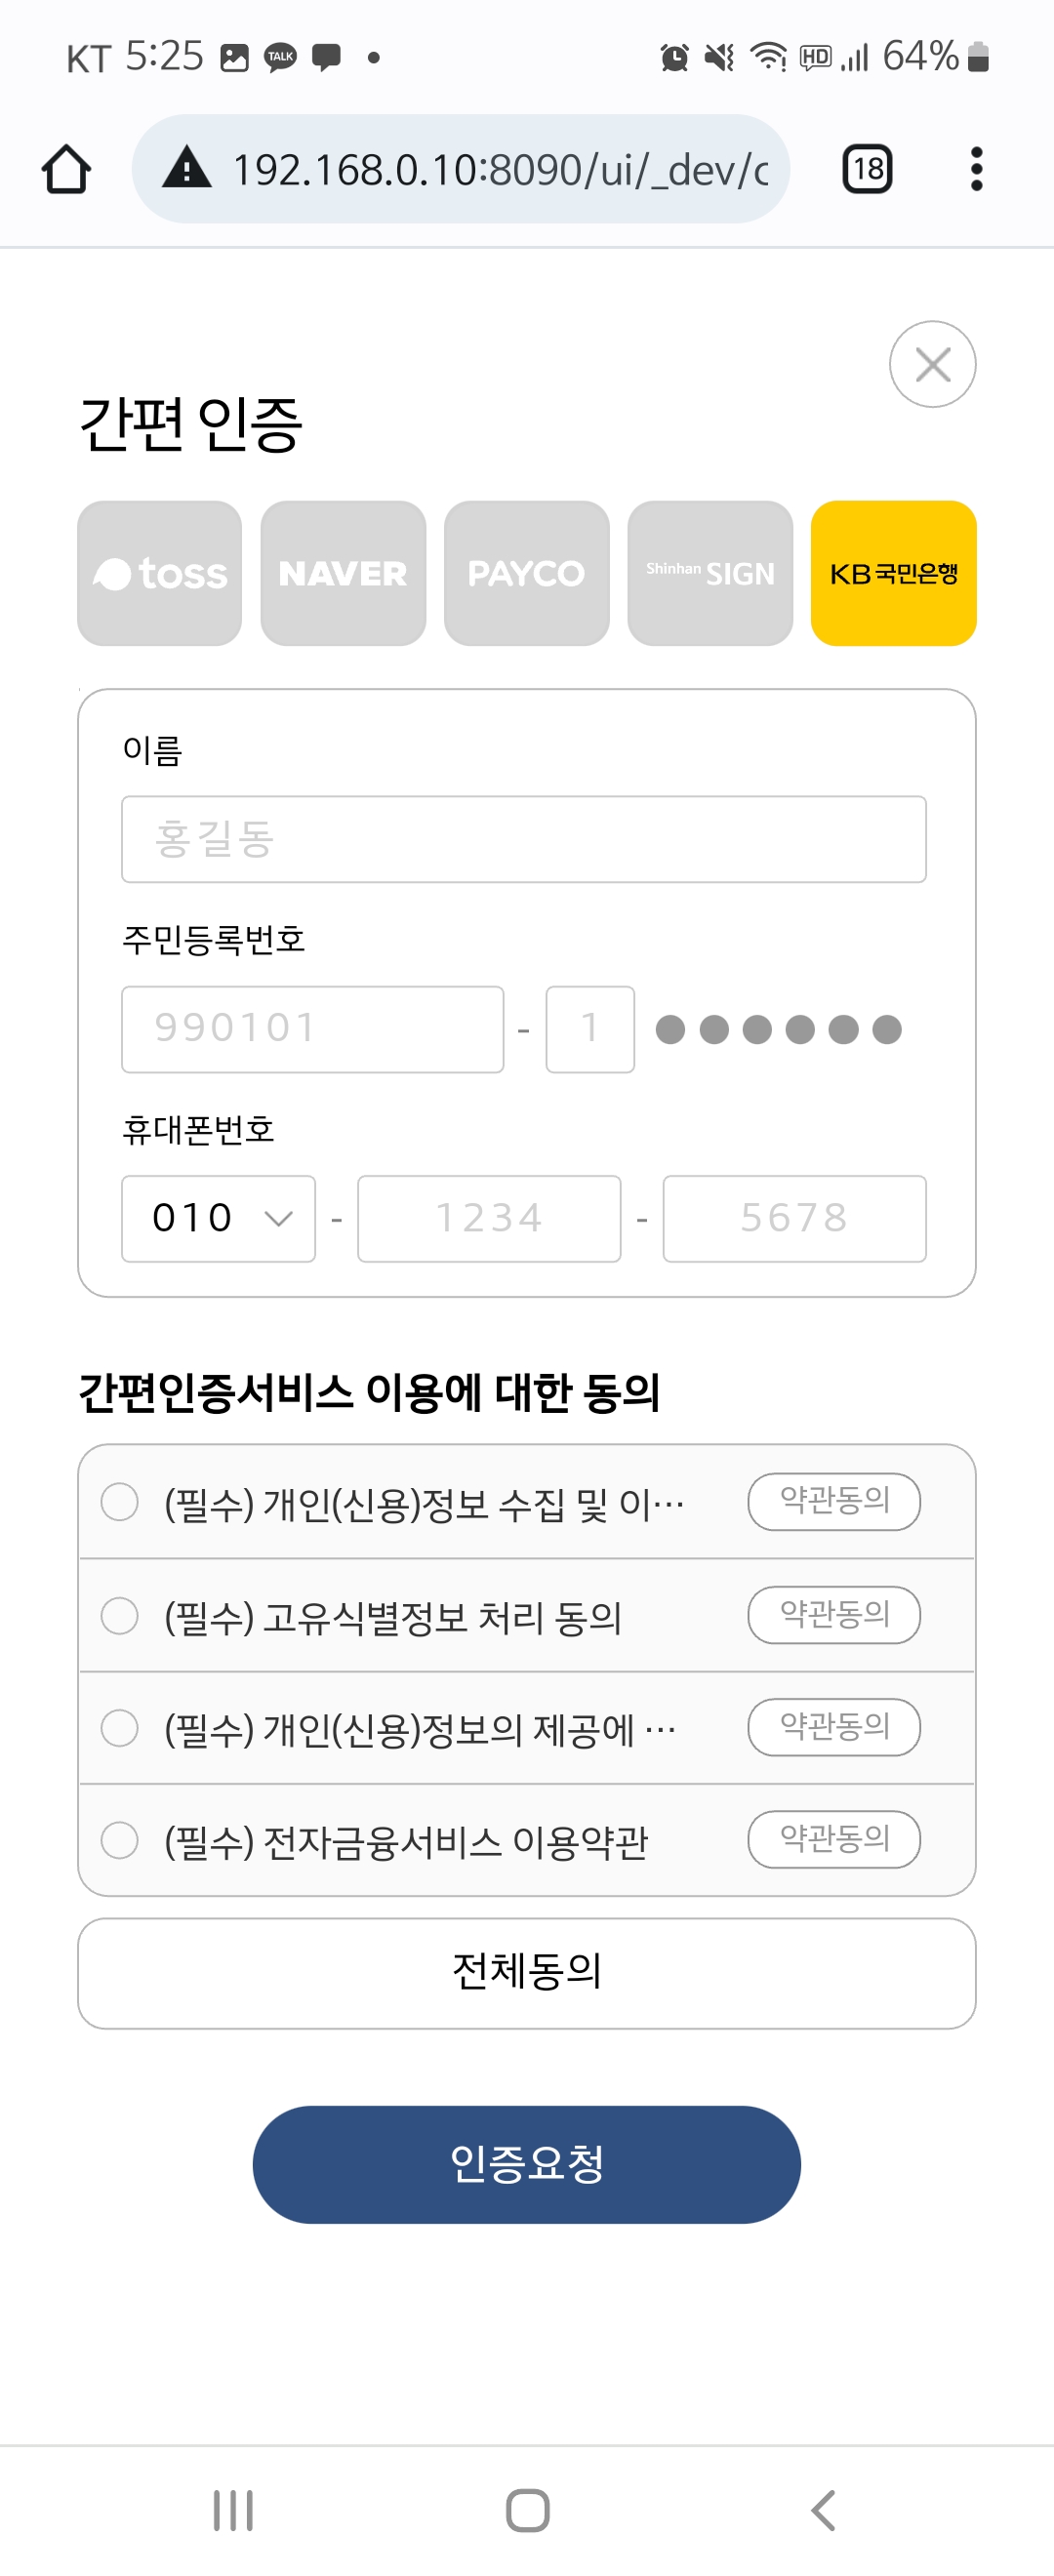 KT 5:25 TALK HD 64%
192.168.0.10:8090/ui/_dev/c 18
간편 인증
toss NAVER PAYCO Shinhan SIGN KB 국민은행
이름
홍길동
주민등록번호
990101 - 1 ●●●●●●
휴대폰번호
010 - 1234 - 5678
간편인증서비스 이용에 대한 동의
(필수) 개인(신용)정보 수집 및 이… 약관동의
(필수) 고유식별정보 처리 동의 약관동의
(필수) 개인(신용)정보의 제공에 … 약관동의
(필수) 전자금융서비스 이용약관 약관동의
전체동의
인증요청